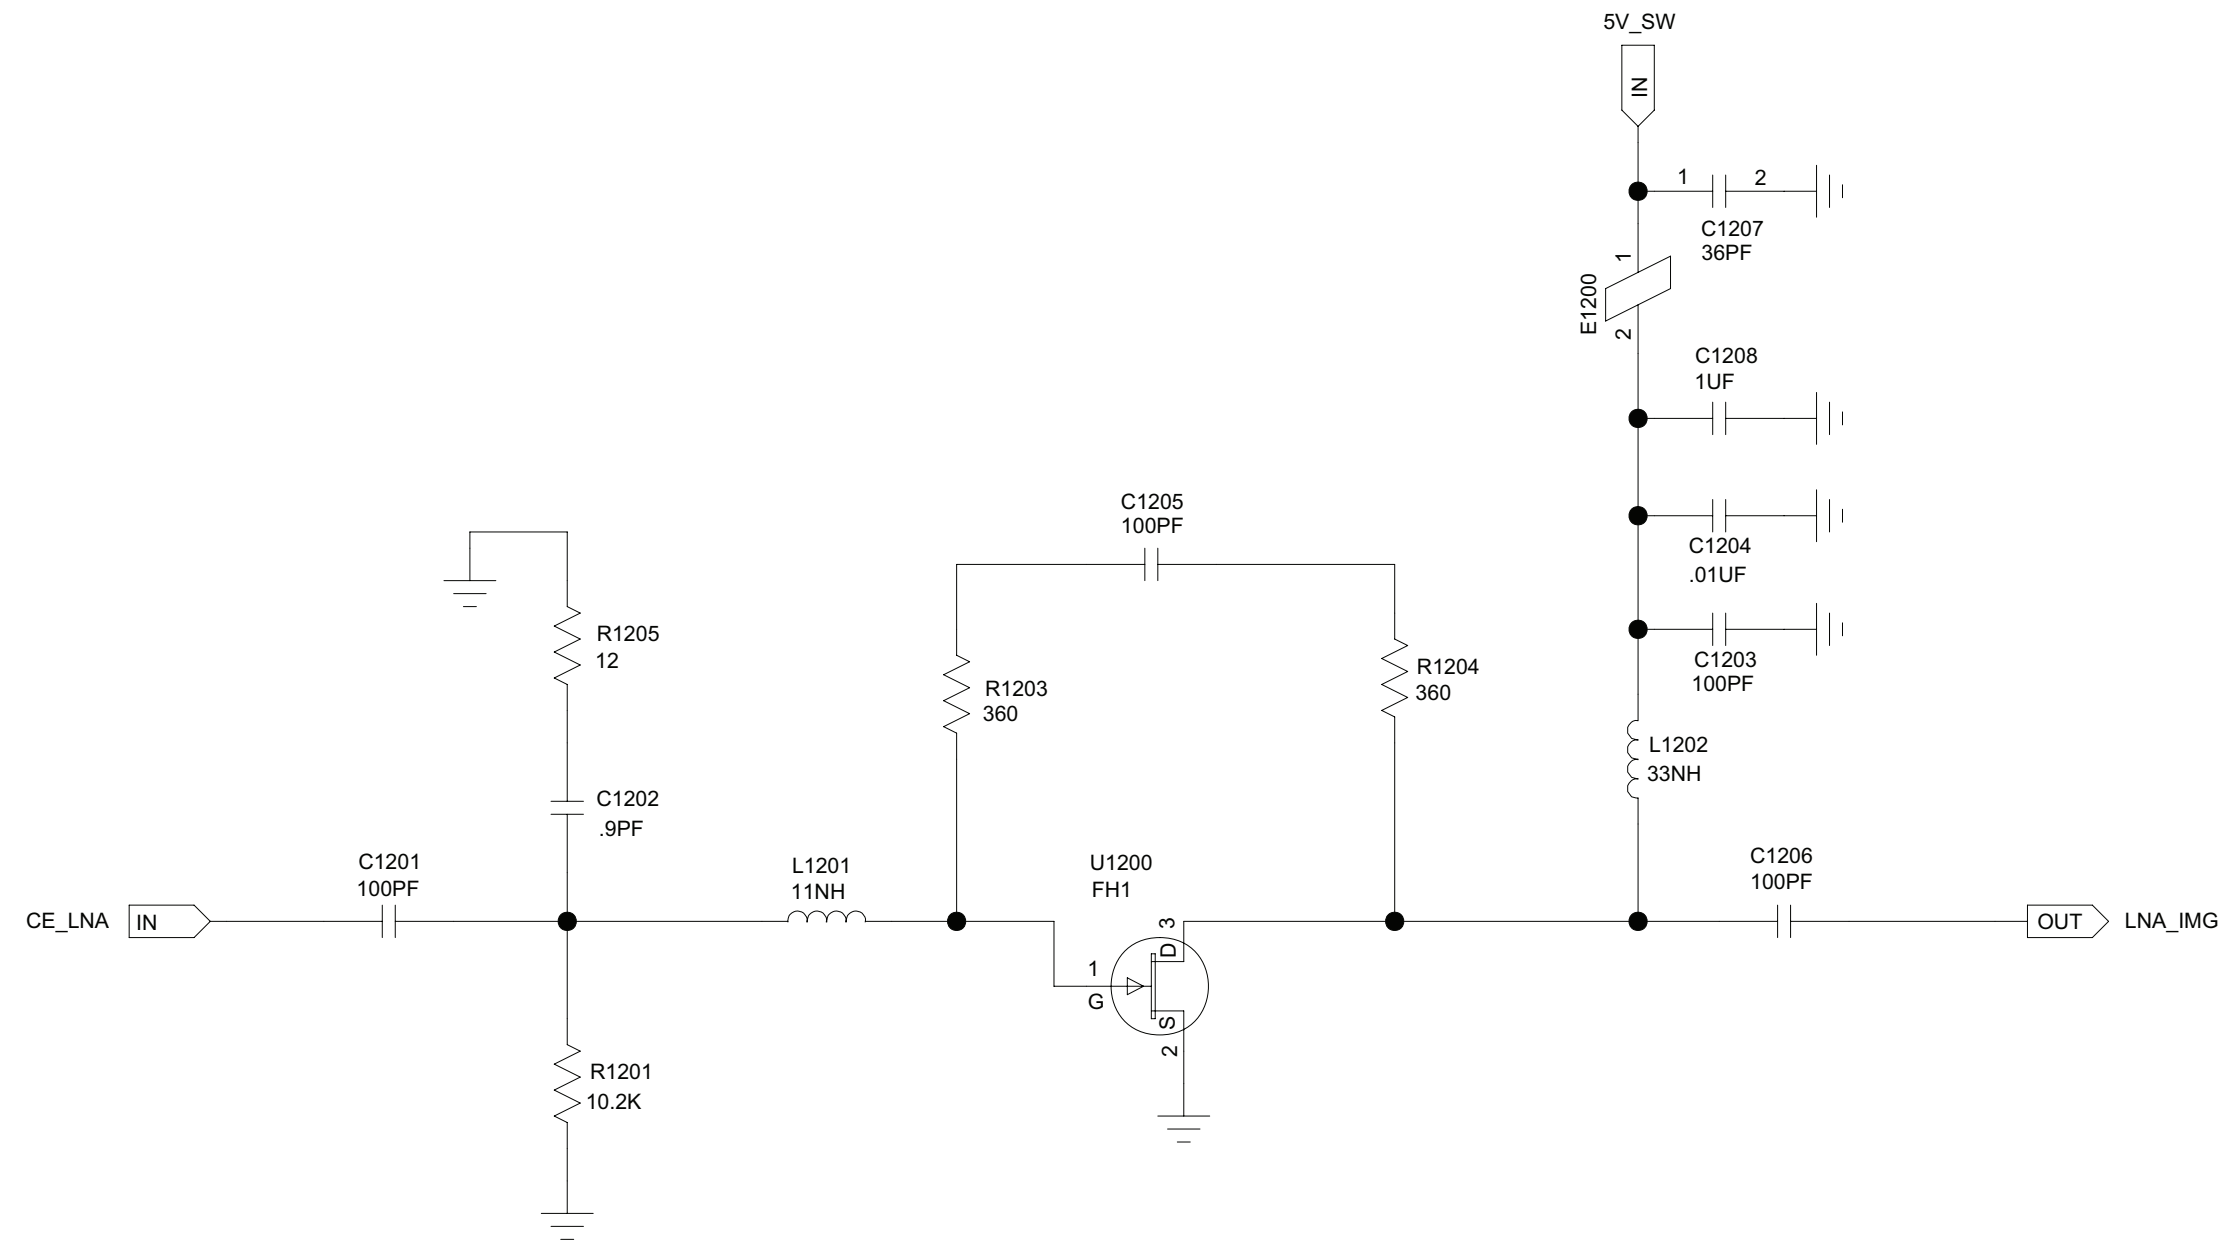 5V_SW
IN
1
2
C1207
36PF
1
E1200
2
C1208
1UF
C1205
100PF
C1204
.01UF
R1205
12
C1203
100PF
R1203
360
R1204
360
L1202
33NH
C1202
.9PF
C1201
100PF
L1201
11NH
U1200
FH1
C1206
100PF
CE_LNA
IN
3
D
OUT
LNA_IMG
1
G
S
2
R1201
10.2K